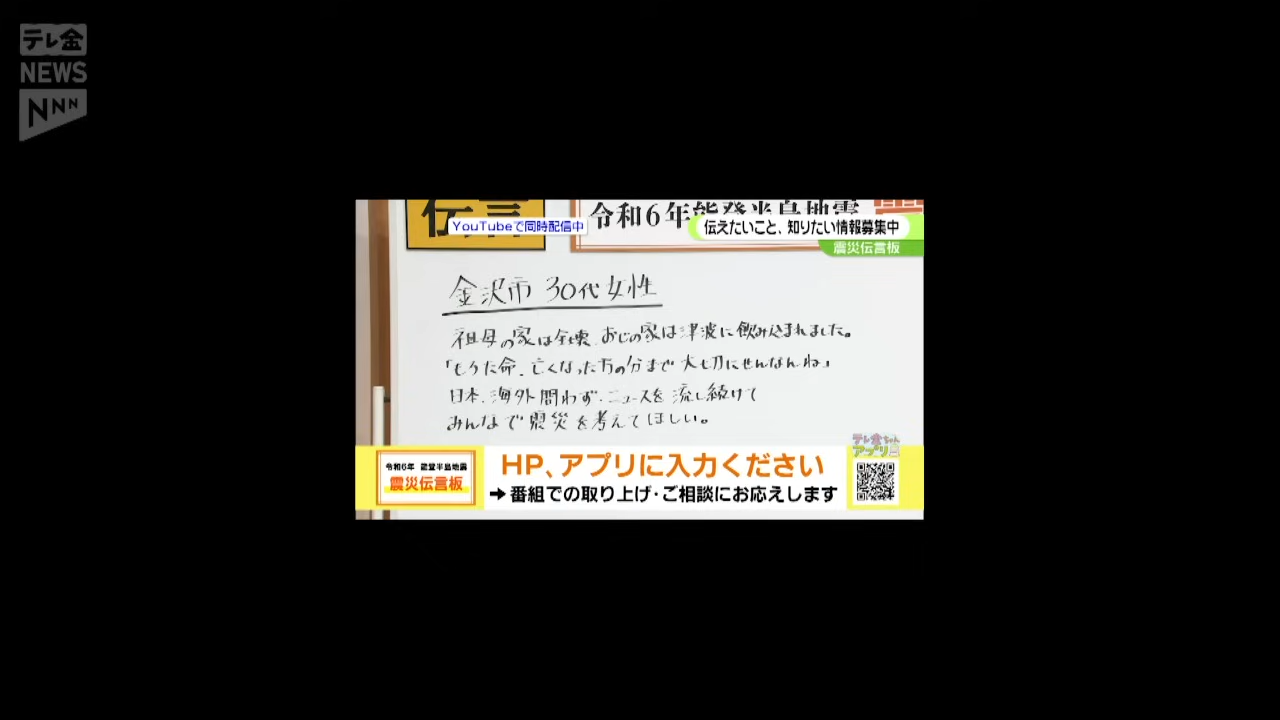 テレ金
NEWS
NNN
伝言
令和6年能登半島地震
YouTubeで同時配信中
伝えたいこと、知りたい情報募集中
震災伝言板
金沢市 30代女性
祖母の家は全壊、おじの家は津波に飲み込まれました。
「もうた命、亡くなった方の分まで大切にせんなんね」
日本、海外問わず、ニュースを流し続けて
みんなで震災を考えてほしい。
令和6年 能登半島地震
震災伝言板
HP、アプリに入力ください
➡番組での取り上げ・ご相談にお応えします
テレ金ちゃん
アプリ